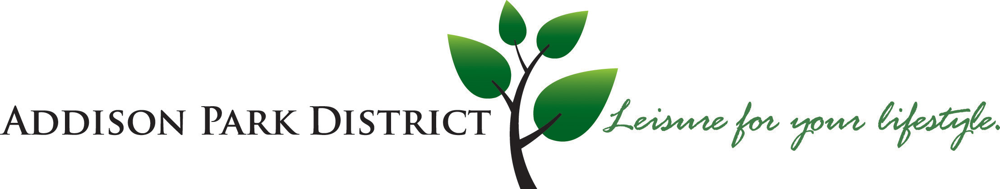 Addison Park District
Leisure for your lifestyle.